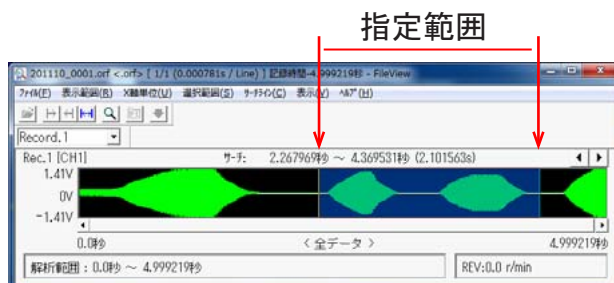 指定範囲
201110_0001.orf <.orf> [ 1/1 (0.000781s / Line) ] 記録時間-4.999219秒 - FileView
ファイル(F) 表示範囲(R) X軸単位(U) 選択範囲(S) サーチライン(C) 表示(V) ヘルプ(H)
Record.1
Rec.1 [CH1] サーチ: 2.267969秒 ～ 4.369531秒 (2.101563s)
1.41V
0V
-1.41V
0.0秒 〈 全データ 〉 4.999219秒
解析範囲 : 0.0秒 ～ 4.999219秒 REV:0.0 r/min